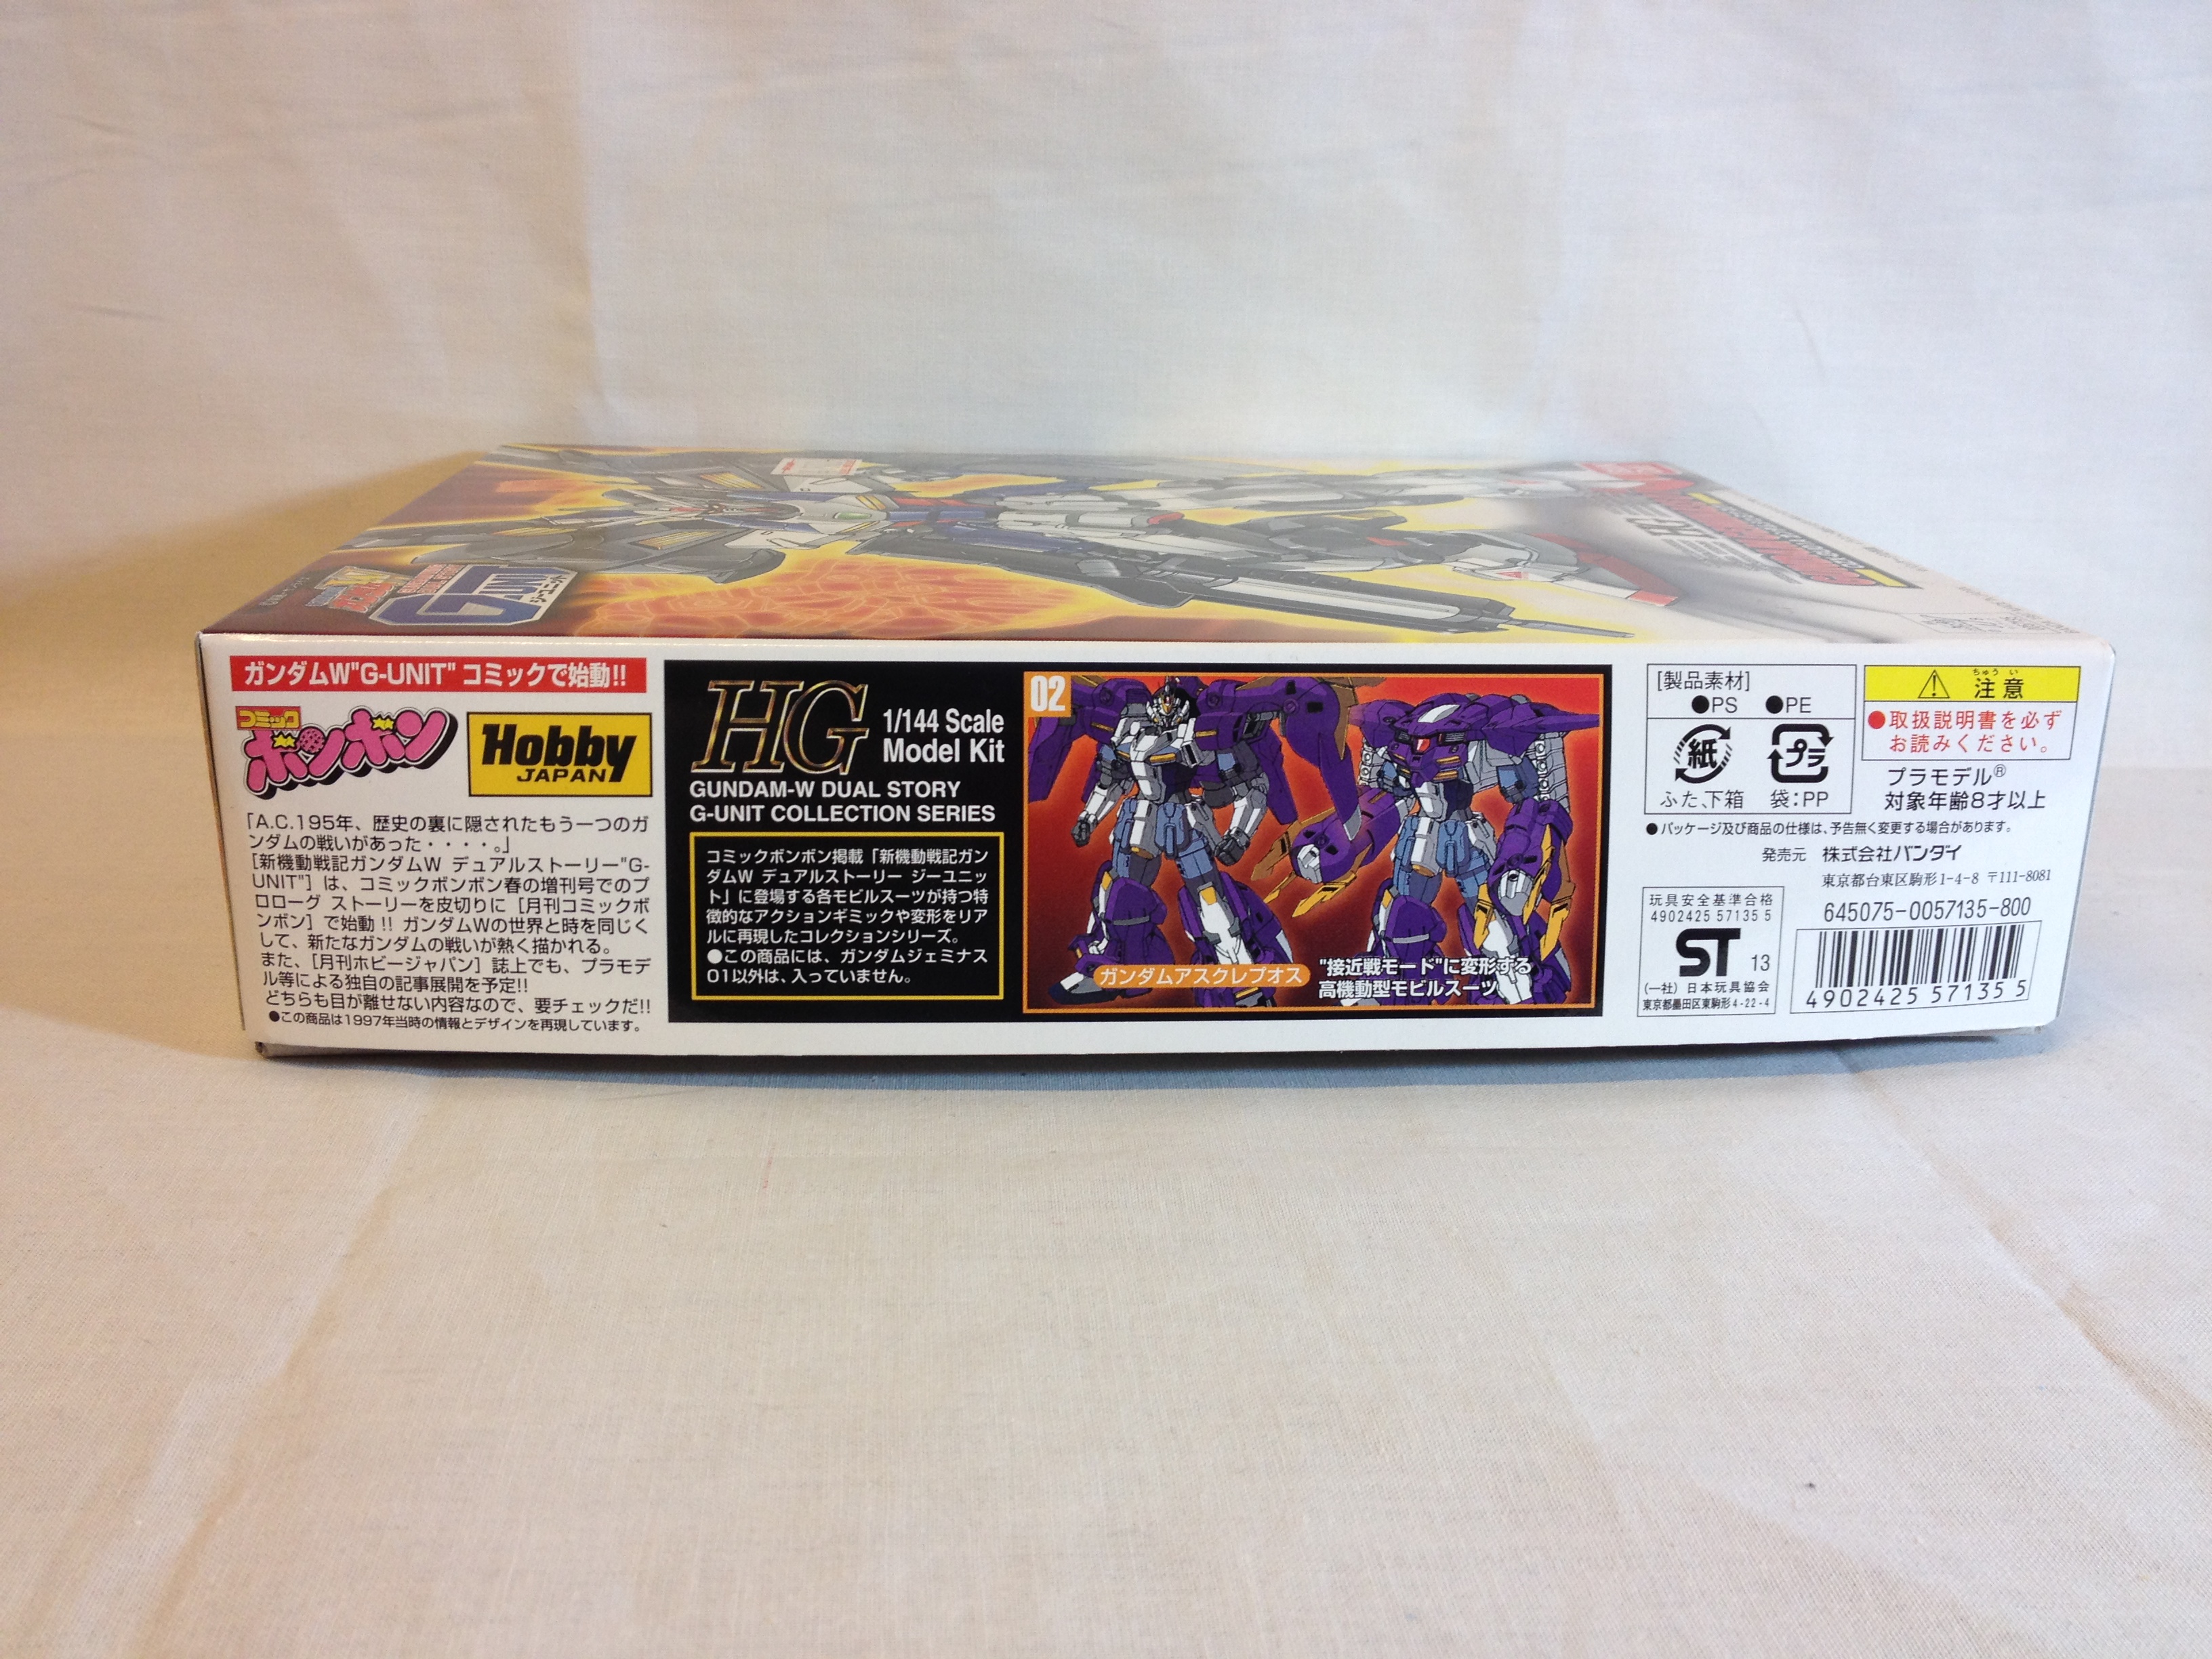 G-UNIT
ジーユニット
ガンダムW"G-UNIT" コミックで始動!!
コミック
ボンボン
Hobby
JAPAN
「A.C.195年、歴史の裏に隠されたもう一つのガ
ンダムの戦いがあった・・・・。」
[新機動戦記ガンダムW デュアルストーリー"G-
UNIT"] は、コミックボンボン春の増刊号でのプ
ロローグ ストーリーを皮切りに [月刊コミックボ
ンボン] で始動!! ガンダムWの世界と時を同じく
して、新たなガンダムの戦いが熱く描かれる。
また、[月刊ホビージャパン] 誌上でも、プラモデ
ル等による独自の記事展開を予定!!
どちらも目が離せない内容なので、要チェックだ!!
●この商品は1997年当時の情報とデザインを再現しています。
HG
1/144 Scale
Model Kit
GUNDAM-W DUAL STORY
G-UNIT COLLECTION SERIES
コミックボンボン掲載「新機動戦記ガン
ダムW デュアルストーリー ジーユニッ
ト」に登場する各モビルスーツが持つ特
徴的なアクションギミックや変形をリア
ルに再現したコレクションシリーズ。
●この商品には、ガンダムジェミナス
01以外は、入っていません。
02
ガンダムアスクレプオス
"接近戦モード"に変形する
高機動型モビルスーツ
[製品素材]
●PS ●PE
紙
プラ
ふた、下箱 袋:PP
ちゅうい
注意
●取扱説明書を必ず
お読みください。
プラモデル®
対象年齢8才以上
●パッケージ及び商品の仕様は、予告無く変更する場合があります。
発売元 株式会社バンダイ
東京都台東区駒形1-4-8 〒111-8081
645075-0057135-800
玩具安全基準合格
4902425 57135 5
ST 13
(一社) 日本玩具協会
東京都墨田区東駒形4-22-4
4902425 571355